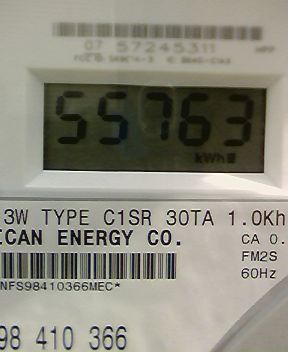 07 57245311
55763
kWh
3W TYPE C1SR 30TA 1.0Kh
ICAN ENERGY CO.
CA 0.
FM2S
60Hz
NFS98410366MEC*
98 410 366